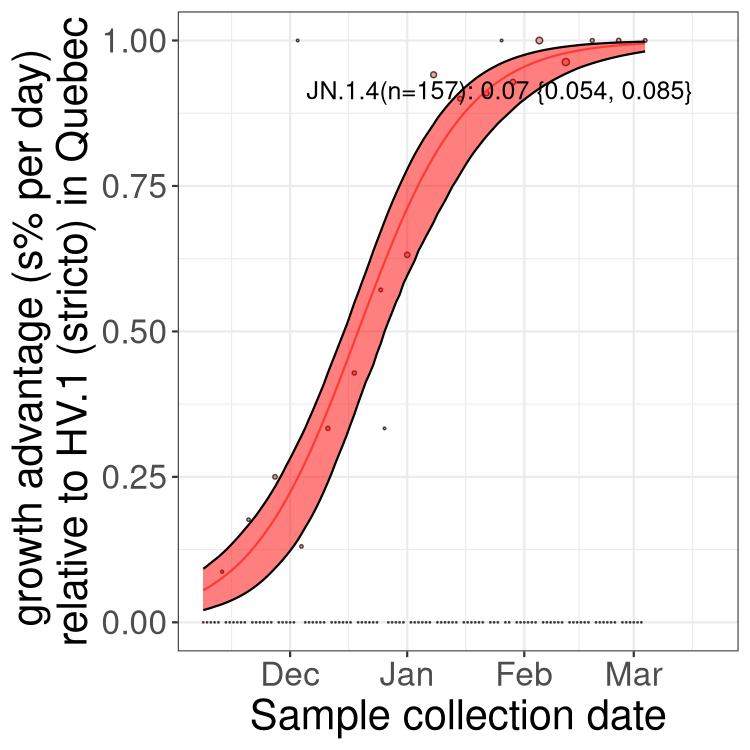 growth advantage (s% per day)
relative to HV.1 (stricto) in Quebec
1.00
0.75
0.50
0.25
0.00
JN.1.4(n=157): 0.07 {0.054, 0.085}
Dec Jan Feb Mar
Sample collection date